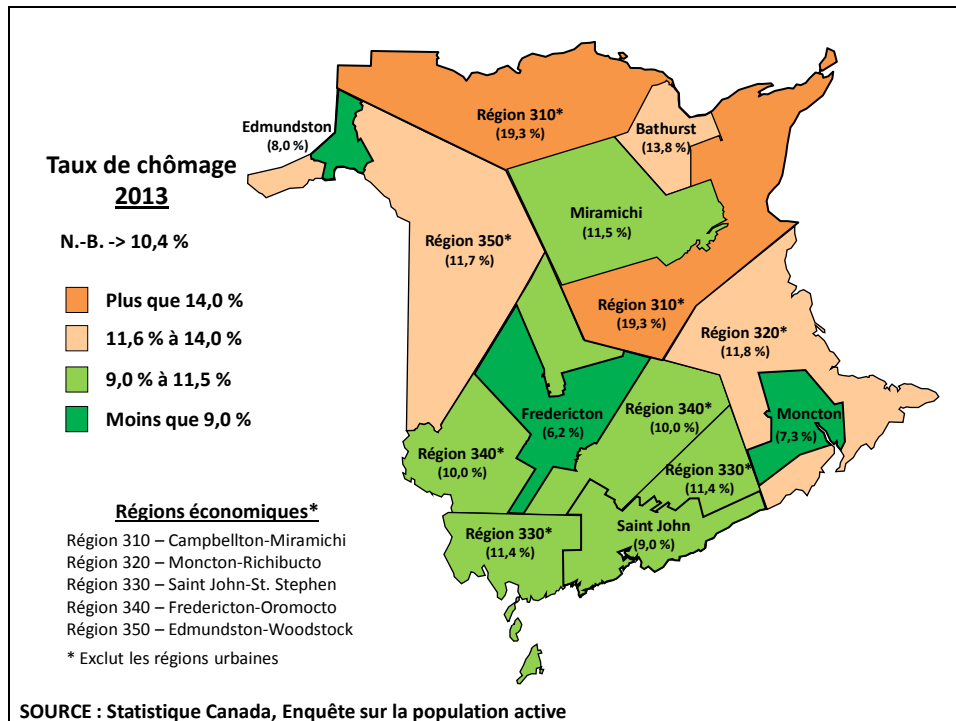 Taux de chômage
2013
N.-B. -> 10,4 %
Plus que 14,0 %
11,6 % à 14,0 %
9,0 % à 11,5 %
Moins que 9,0 %
Régions économiques*
Région 310 – Campbellton-Miramichi
Région 320 – Moncton-Richibucto
Région 330 – Saint John-St. Stephen
Région 340 – Fredericton-Oromocto
Région 350 – Edmundston-Woodstock
* Exclut les régions urbaines
Edmundston
(8,0 %)
Région 310*
(19,3 %)
Bathurst
(13,8 %)
Miramichi
(11,5 %)
Région 350*
(11,7 %)
Région 310*
(19,3 %)
Région 320*
(11,8 %)
Fredericton
(6,2 %)
Région 340*
(10,0 %)
Moncton
(7,3 %)
Région 340*
(10,0 %)
Région 330*
(11,4 %)
Région 330*
(11,4 %)
Saint John
(9,0 %)
SOURCE : Statistique Canada, Enquête sur la population active